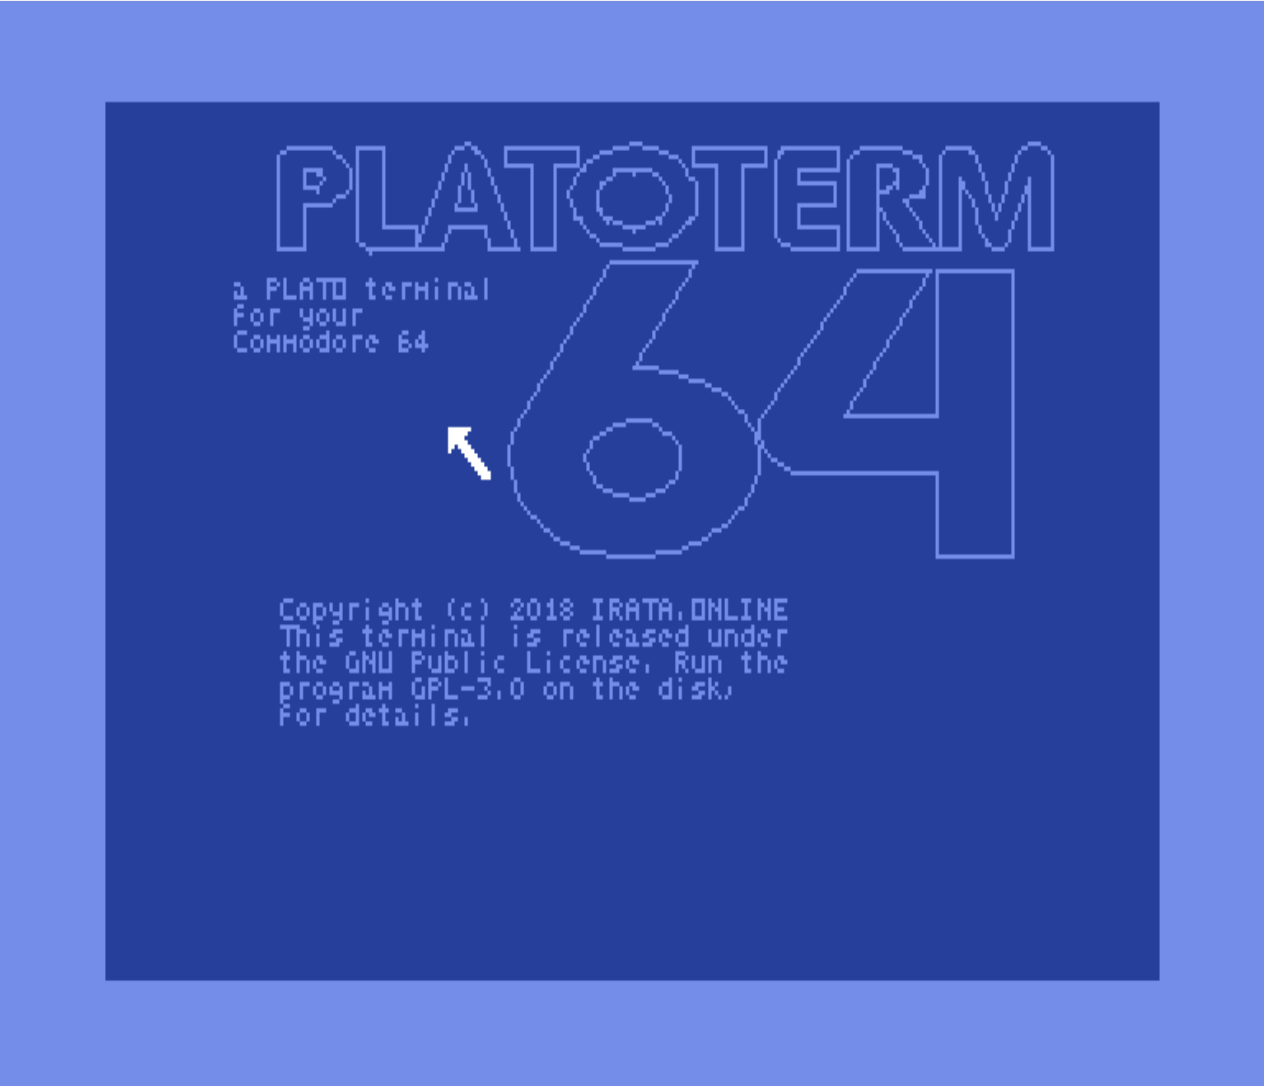 PLATOTERM
64
a PLATO terminal
for your
Commodore 64
Copyright (c) 2018 IRATA.ONLINE
This terminal is released under
the GNU Public License. Run the
program GPL-3.0 on the disk,
for details.